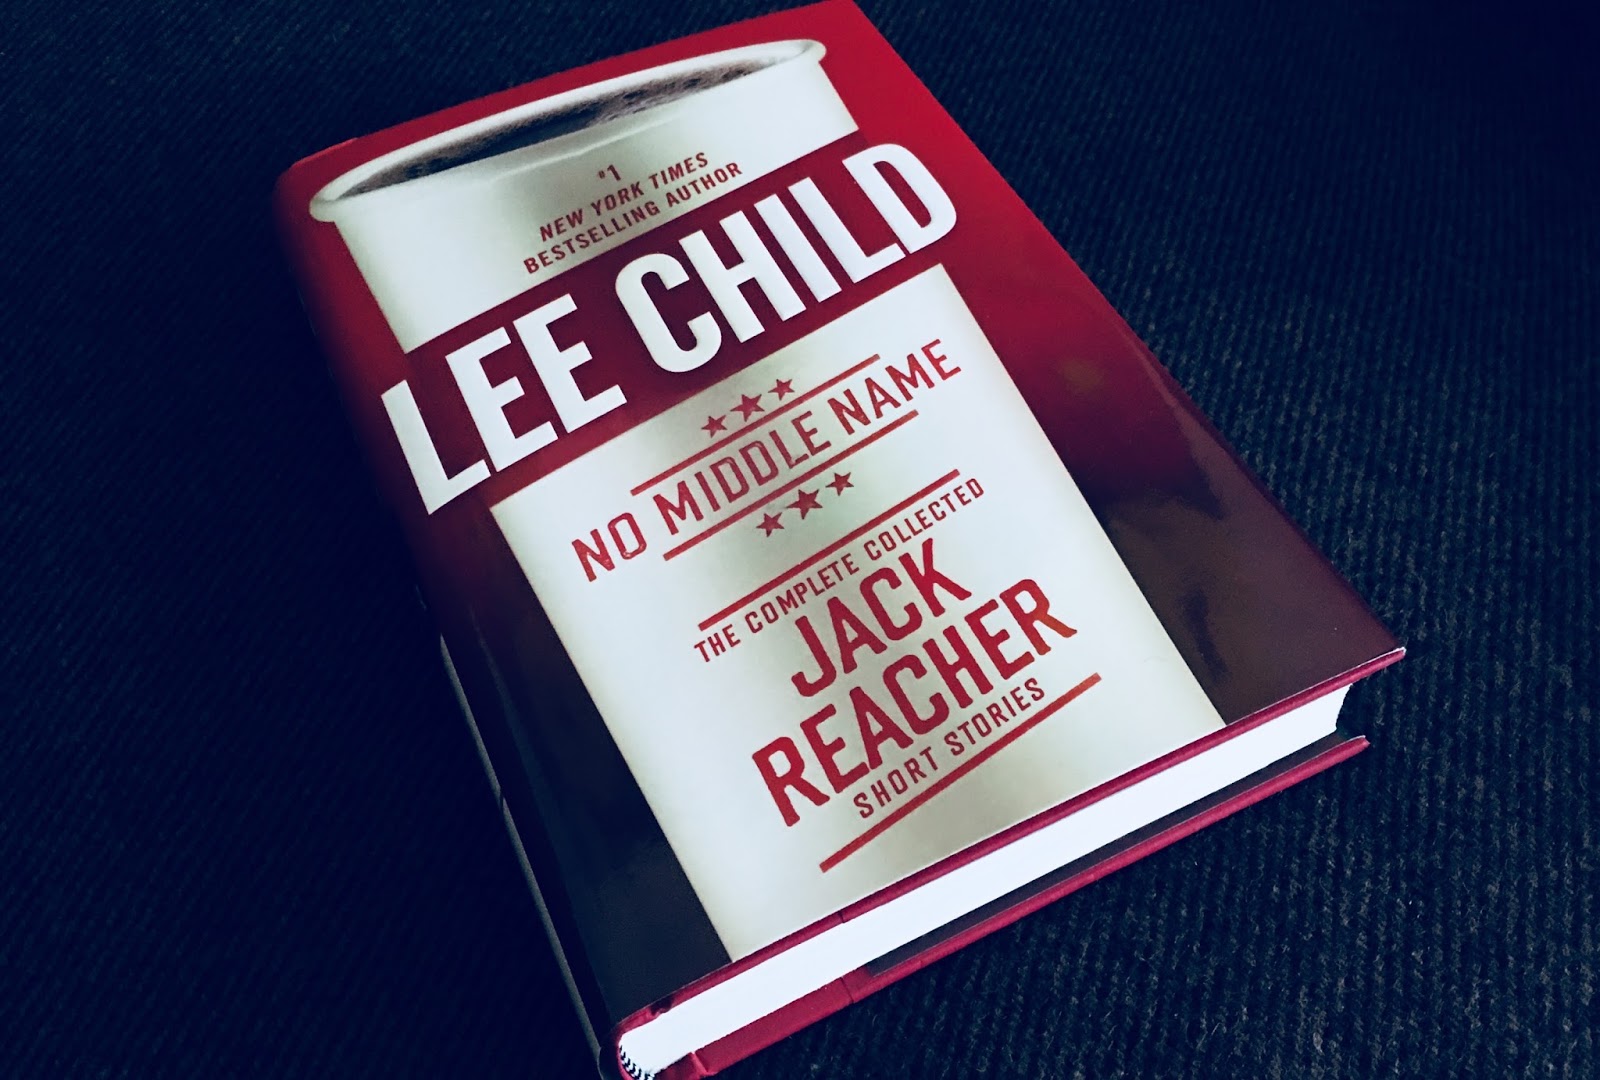 #1
NEW YORK TIMES
BESTSELLING AUTHOR
LEE CHILD
NO MIDDLE NAME
THE COMPLETE COLLECTED
JACK
REACHER
SHORT STORIES